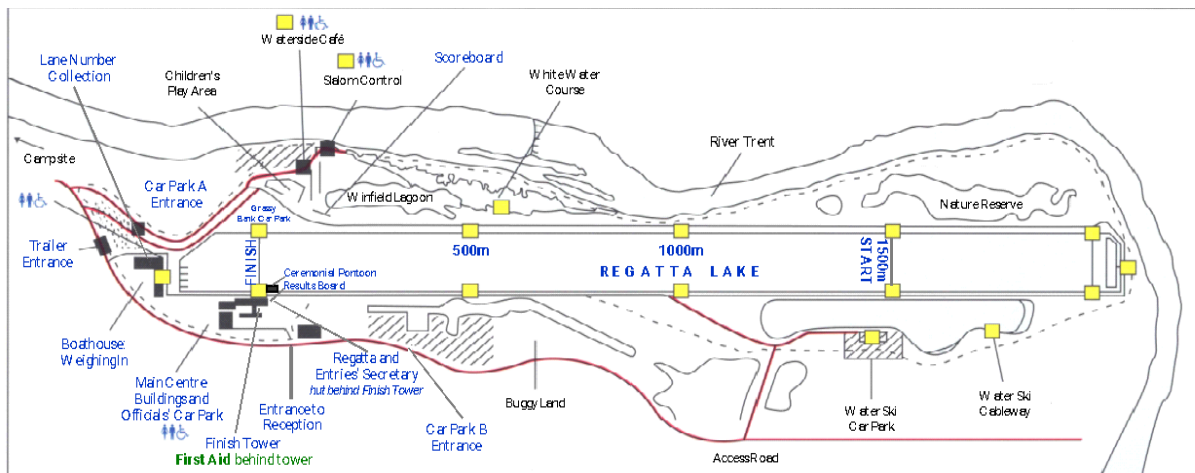 Waterside Café
Slalom Control
Scoreboard
Lane Number
Collection
Children's
Play Area
White Water
Course
River Trent
Campsite
Car Park A
Entrance
Winfield Lagoon
Nature Reserve
Grassy
Bank Car Park
Trailer
Entrance
FINISH
500m
1000m
1500m
START
REGATTA LAKE
Ceremonial Pontoon
Results Board
Boathouse:
Weighing In
Main Centre
Buildings and
Officials' Car Park
Regatta and
Entries' Secretary
hut behind Finish Tower
Entrance to
Reception
Finish Tower
First Aid behind tower
Car Park B
Entrance
Buggy Land
Access Road
Water Ski
Car Park
Water Ski
Cableway